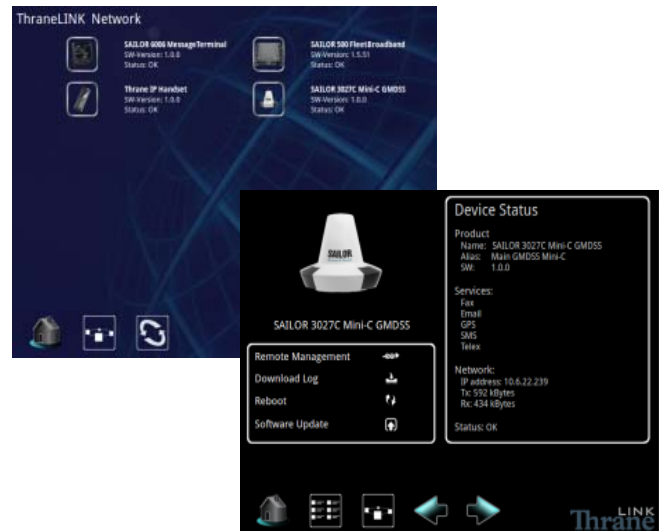 ThraneLINK Network
SAILOR 6006 MessageTerminal
SW-Version: 1.0.0
Status: OK
SAILOR 500 FleetBroadband
SW-Version: 1.5.51
Status: OK
Thrane IP Handset
SW-Version: 1.0.0
Status: OK
SAILOR 3027C Mini-C GMDSS
SW-Version: 1.0.0
Status: OK
SAILOR
SAILOR 3027C Mini-C GMDSS
Remote Management
Download Log
Reboot
Software Update
Device Status
Product
Name: SAILOR 3027C Mini-C GMDSS
Alias: Main GMDSS Mini-C
SW: 1.0.0
Services:
Fax
Email
GPS
SMS
Telex
Network:
IP address: 10.6.22.239
Tx: 592 kBytes
Rx: 434 kBytes
Status: OK
LINK
Thrane